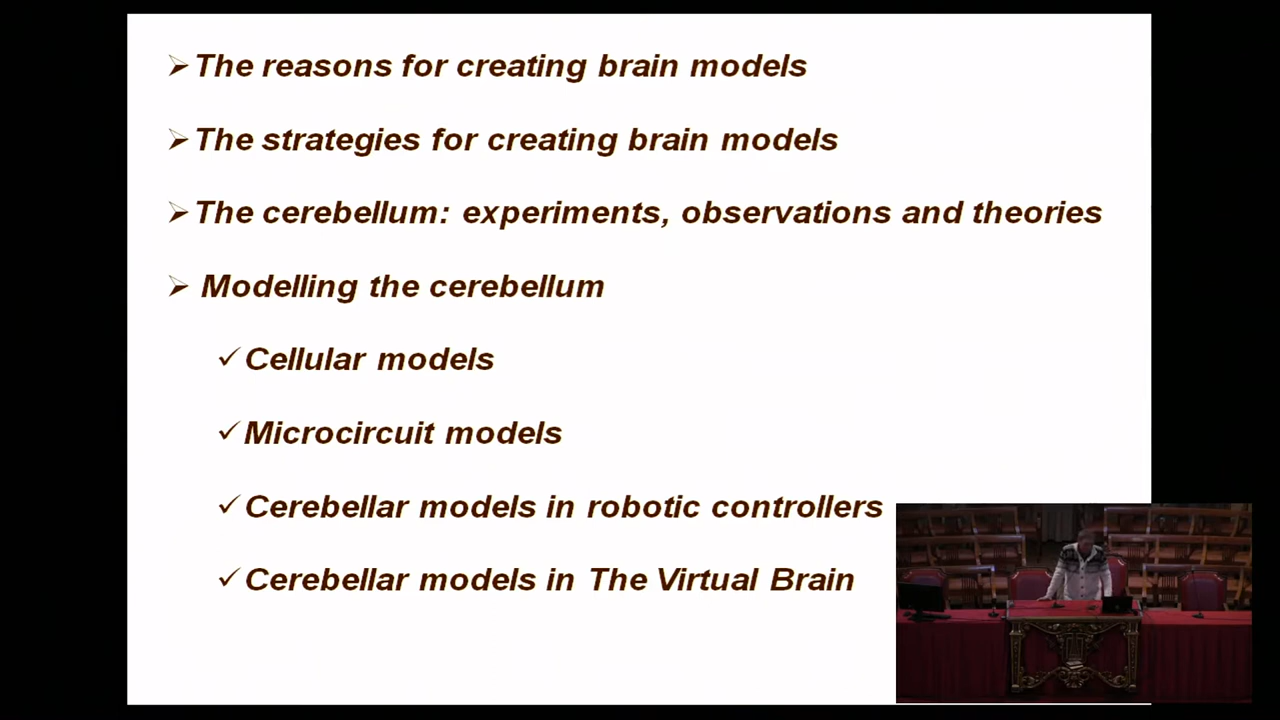 The reasons for creating brain models
The strategies for creating brain models
The cerebellum: experiments, observations and theories
Modelling the cerebellum
Cellular models
Microcircuit models
Cerebellar models in robotic controllers
Cerebellar models in The Virtual Brain